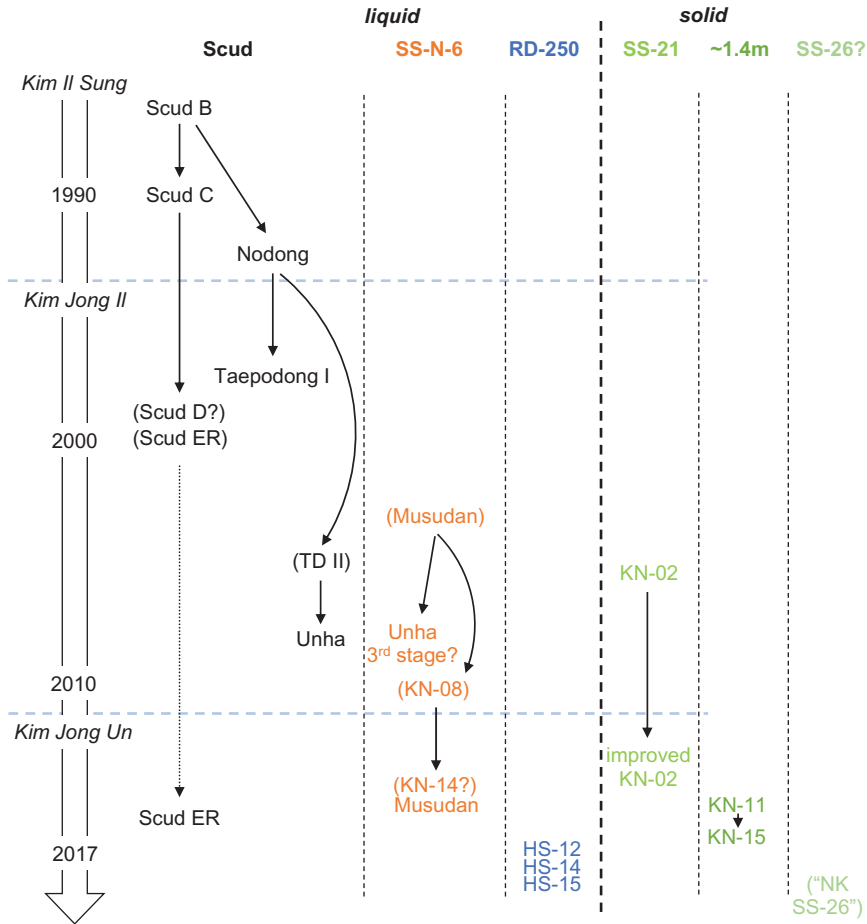 liquid
solid
Scud
SS-N-6
RD-250
SS-21
~1.4m
SS-26?
Kim Il Sung
Scud B
1990
Scud C
Nodong
Kim Jong Il
Taepodong I
(Scud D?)
(Scud ER)
2000
(Musudan)
(TD II)
KN-02
Unha
Unha
3rd stage?
(KN-08)
2010
Kim Jong Un
improved
KN-02
(KN-14?)
Musudan
KN-11
Scud ER
KN-15
2017
HS-12
HS-14
HS-15
("NK
SS-26")